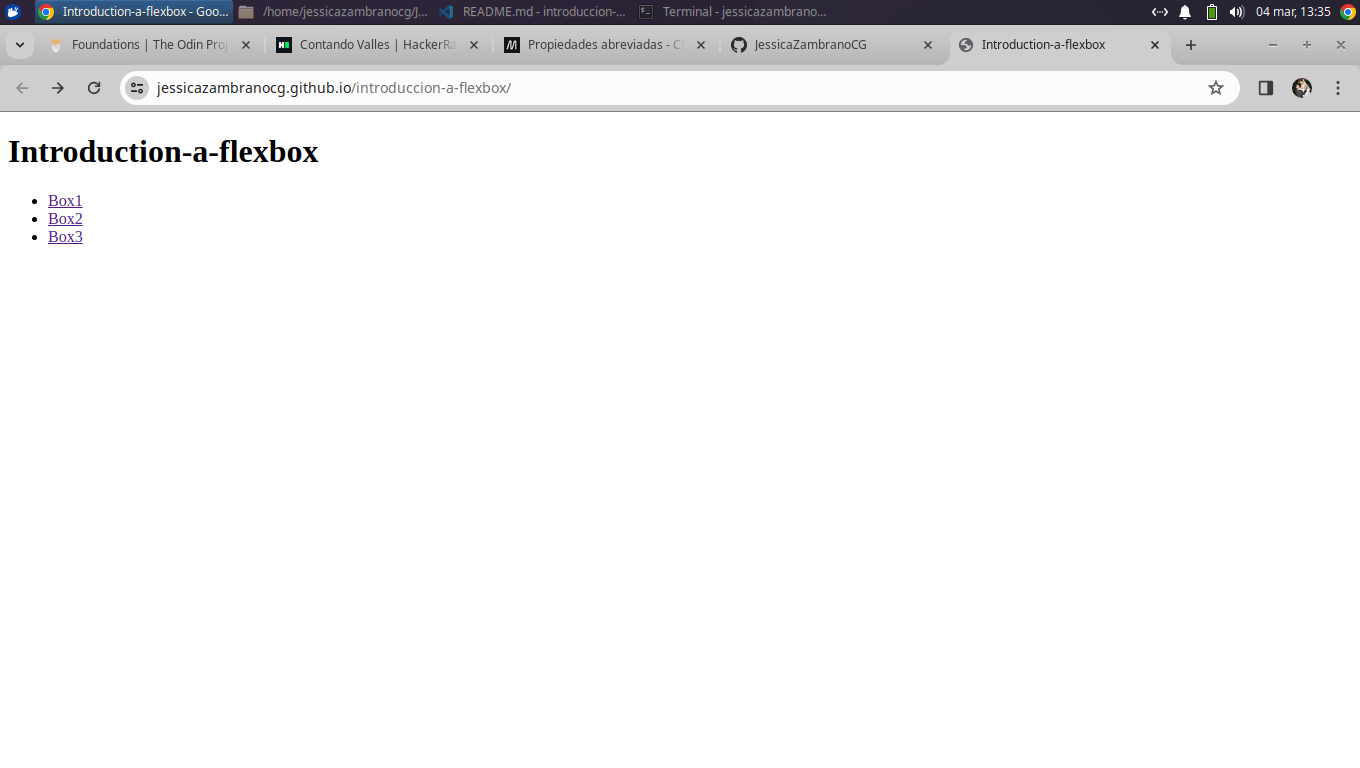 Introduction-a-flexbox - Goo... /home/jessicazambranocg/J... README.md - introduccion-... Terminal - jessicazambrano... 04 mar, 13:35
Foundations | The Odin Proj Contando Valles | HackerRa Propiedades abreviadas - CS JessicaZambranoCG Introduction-a-flexbox
jessicazambranocg.github.io/introduccion-a-flexbox/
Introduction-a-flexbox
Box1
Box2
Box3